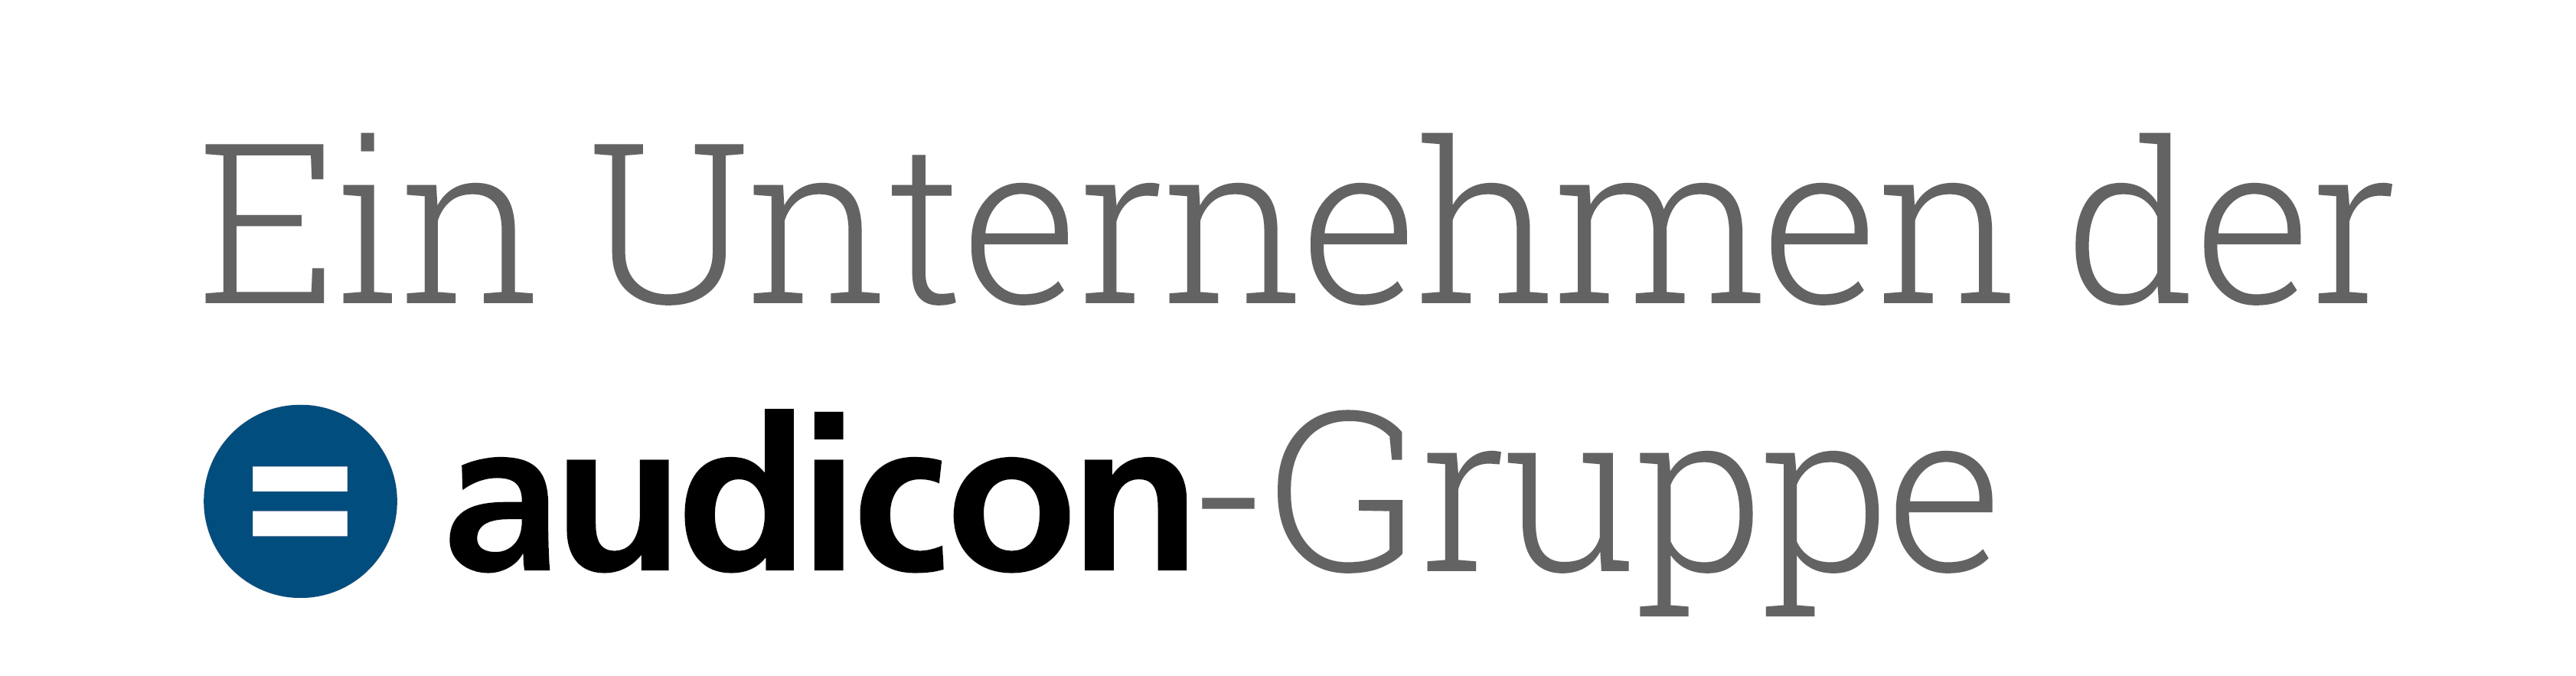 Ein Unternehmen der
= audicon-Gruppe